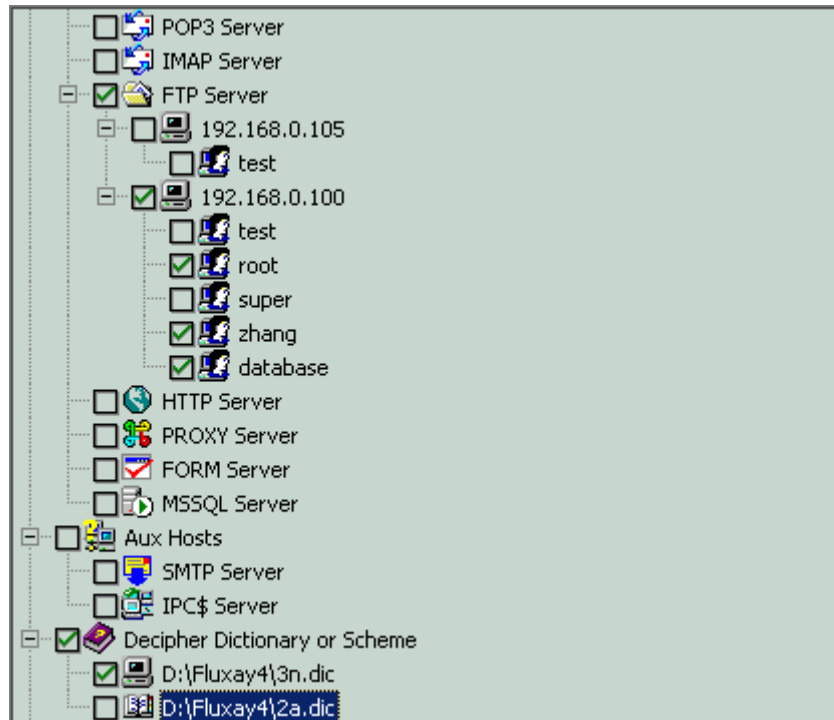 POP3 Server
IMAP Server
FTP Server
192.168.0.105
test
192.168.0.100
test
root
super
zhang
database
HTTP Server
PROXY Server
FORM Server
MSSQL Server
Aux Hosts
SMTP Server
IPC$ Server
Decipher Dictionary or Scheme
D:\Fluxay4\3n.dic
D:\Fluxay4\2a.dic